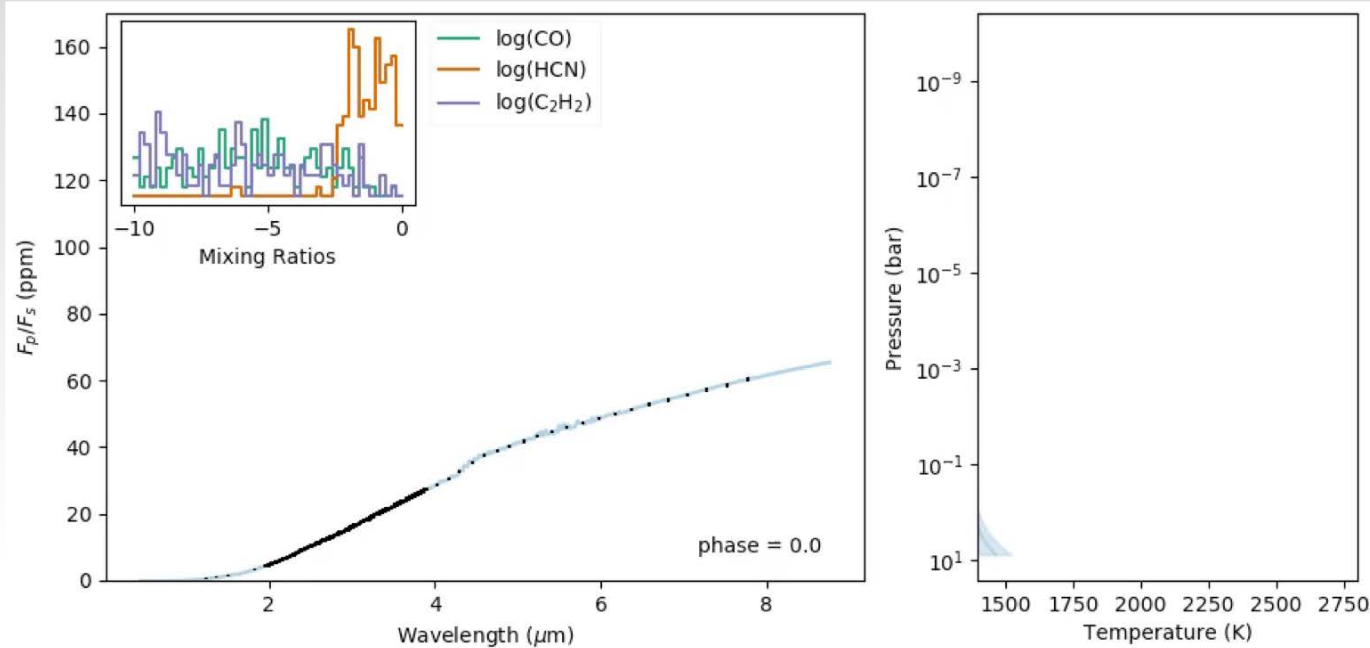 log(CO)
log(HCN)
log(C₂H₂)
−10
−5
0
Mixing Ratios
160
140
120
100
80
60
40
20
0
F_p/F_s (ppm)
phase = 0.0
2
4
6
8
Wavelength (μm)
10⁻⁹
10⁻⁷
10⁻⁵
10⁻³
10⁻¹
10¹
Pressure (bar)
1500 1750 2000 2250 2500 2750
Temperature (K)